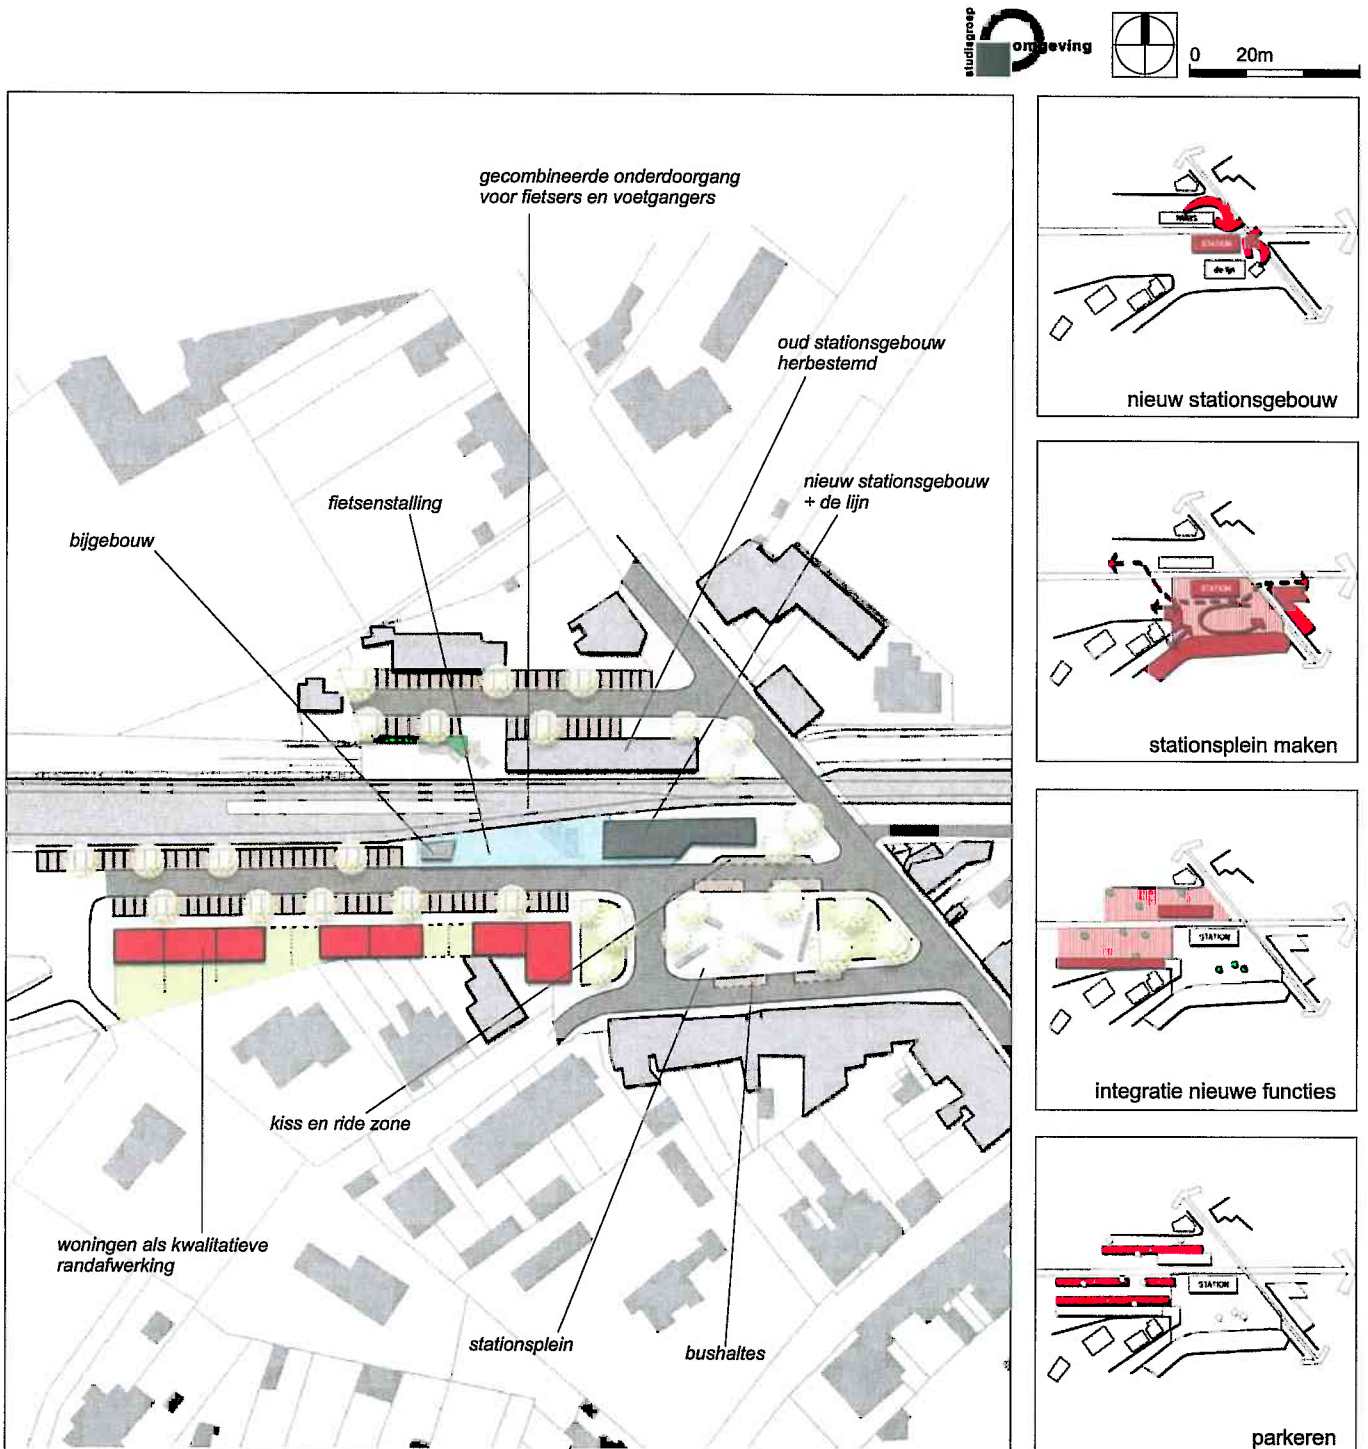 studiegroep
omgeving
0 20m
gecombineerde onderdoorgang
voor fietsers en voetgangers
oud stationsgebouw
herbestemd
nieuw stationsgebouw
+ de lijn
fietsenstalling
bijgebouw
kiss en ride zone
woningen als kwalitatieve
randafwerking
stationsplein
bushaltes
STATION
de lijn
nieuw stationsgebouw
STATION
stationsplein maken
STATION
integratie nieuwe functies
STATION
parkeren